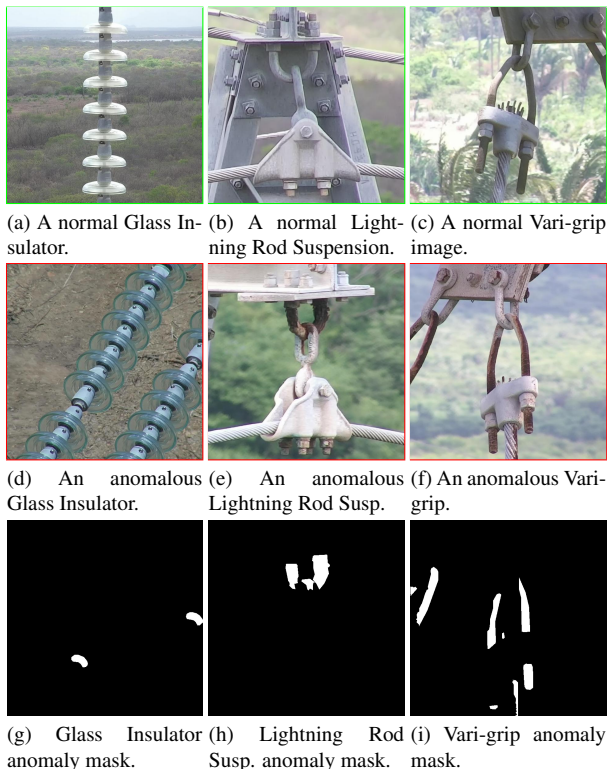 (a) A normal Glass In-
sulator.
(b) A normal Light-
ning Rod Suspension.
(c) A normal Vari-grip
image.
(d) An anomalous
Glass Insulator.
(e) An anomalous
Lightning Rod Susp.
(f) An anomalous Vari-
grip.
(g) Glass Insulator
anomaly mask.
(h) Lightning Rod
Susp. anomaly mask.
(i) Vari-grip anomaly
mask.